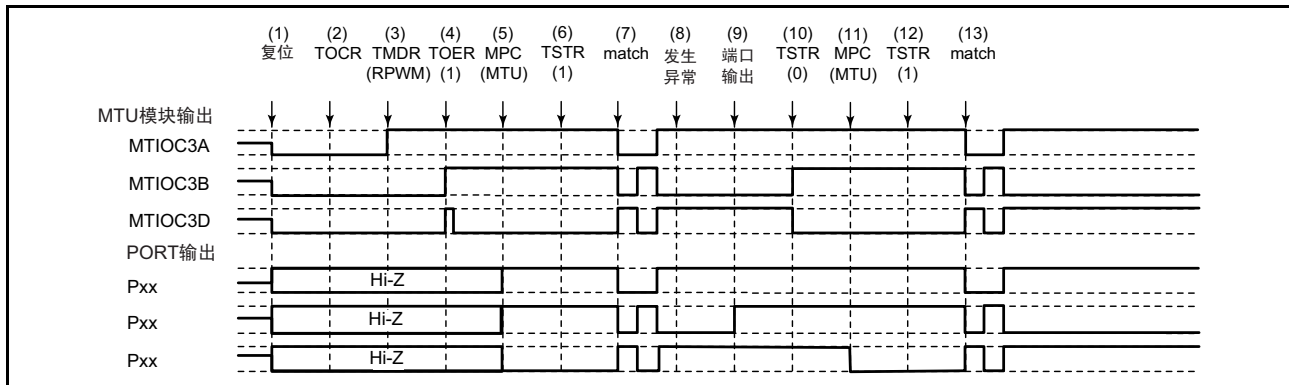 (1) (2) (3) (4) (5) (6) (7) (8) (9) (10) (11) (12) (13)
复位 TOCR TMDR TOER MPC TSTR match 发生 端口 TSTR MPC TSTR match
(RPWM) (1) (MTU) (1) 异常 输出 (0) (MTU) (1)
MTU模块输出
MTIOC3A
MTIOC3B
MTIOC3D
PORT输出
Pxx Hi-Z
Pxx Hi-Z
Pxx Hi-Z